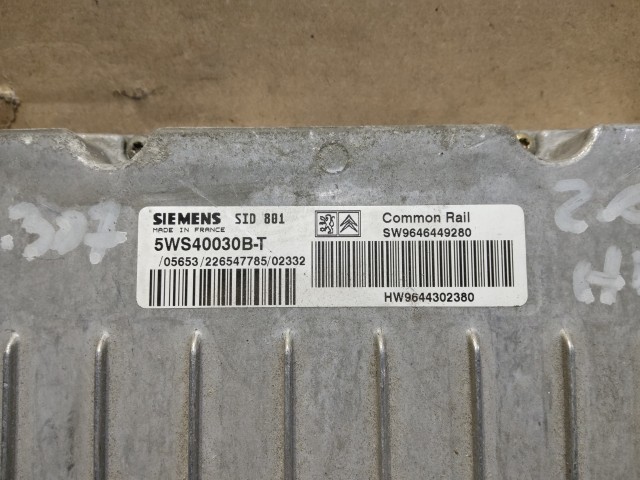 SIEMENS SID 801
MADE IN FRANCE
5WS40030B-T
/05653/226547785/02332
Common Rail
SW9646449280
HW9644302380
307